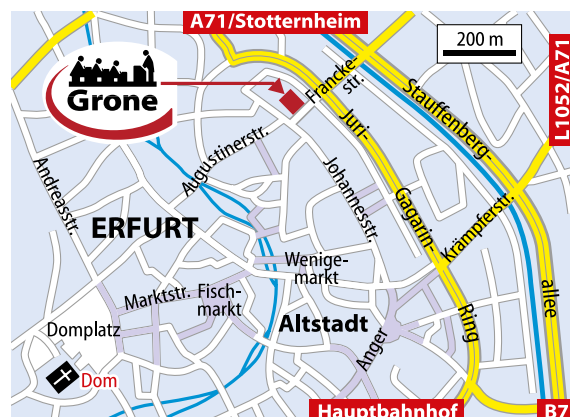 A71/Stotternheim
200 m
L1052/A71
Grone
Francke-
str.
Stauffenberg-
allee
Juri-
Gagarin-
Ring
Augustinerstr.
Johannesstr.
Andreasstr.
Krämpferstr.
ERFURT
Wenige-
markt
Marktstr.
Fisch-
markt
Domplatz
Altstadt
Anger
Dom
Hauptbahnhof
B7